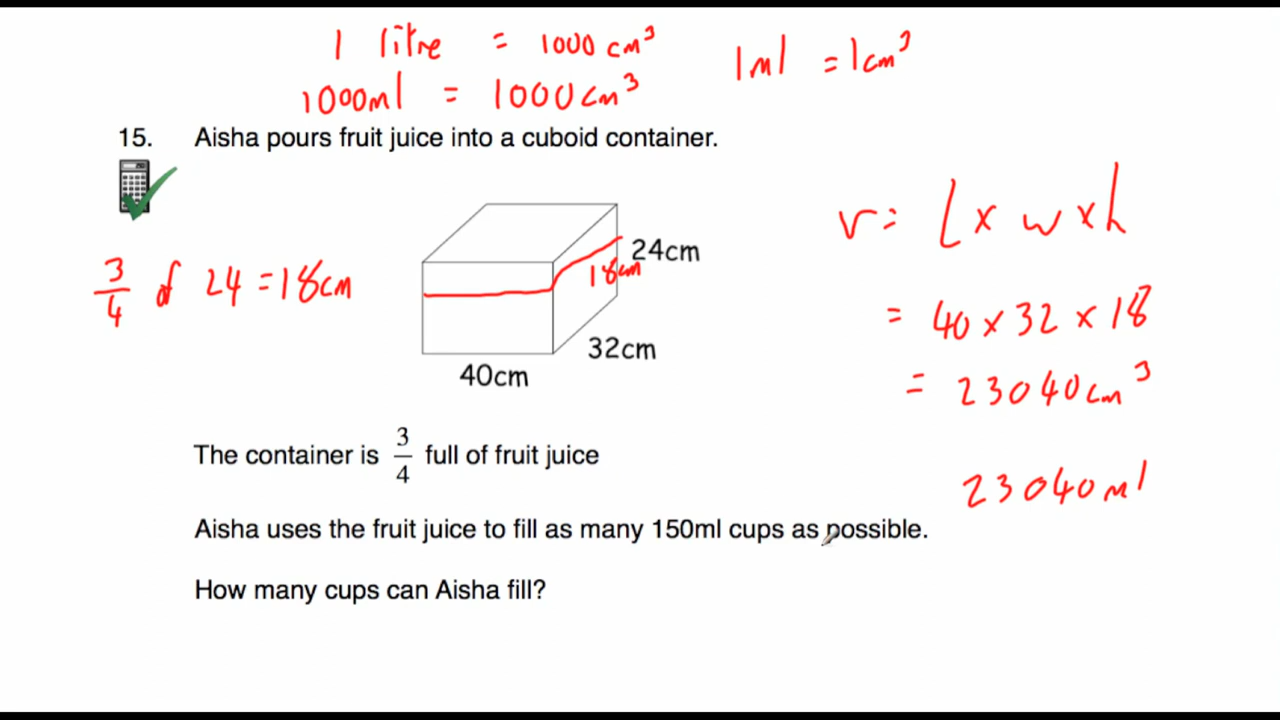 1 litre = 1000 cm³
1000ml = 1000cm³
1ml = 1cm³
15. Aisha pours fruit juice into a cuboid container.
3/4 of 24 = 18cm
24cm
18cm
32cm
40cm
v = L x w x h
= 40 x 32 x 18
= 23040cm³
23040ml
The container is 3/4 full of fruit juice
Aisha uses the fruit juice to fill as many 150ml cups as possible.
How many cups can Aisha fill?